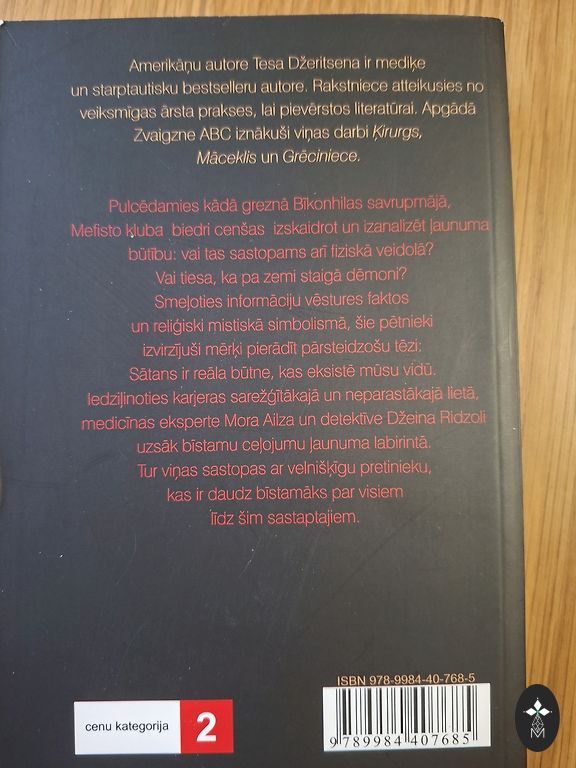 Amerikāņu autore Tesa Džeritsena ir mediķe
un starptautisku bestselleru autore. Rakstniece atteikusies no
veiksmīgas ārsta prakses, lai pievērstos literatūrai. Apgādā
Zvaigzne ABC iznākuši viņas darbi Ķirurgs,
Māceklis un Grēciniece.
Pulcēdamies kādā greznā Bīkonhilas savrupmājā,
Mefisto kluba biedri cenšas izskaidrot un izanalizēt ļaunuma
būtību: vai tas sastopams arī fiziskā veidolā?
Vai tiesa, ka pa zemi staigā dēmoni?
Smeļoties informāciju vēstures faktos
un reliģiski mistiskā simbolismā, šie pētnieki
izvirzījuši mērķi pierādīt pārsteidzošu tēzi:
Sātans ir reāla būtne, kas eksistē mūsu vidū.
Iedziļinoties karjeras sarežģītākajā un neparastākajā lietā,
medicīnas eksperte Mora Ailza un detektīve Džeina Ridzoli
uzsāk bīstamu ceļojumu ļaunuma labirintā.
Tur viņas sastopas ar velnišķīgu pretinieku,
kas ir daudz bīstamāks par visiem
līdz šim sastaptajiem.
ISBN 978-9984-40-768-5
cenu kategorija 2
9 789984 407685
M